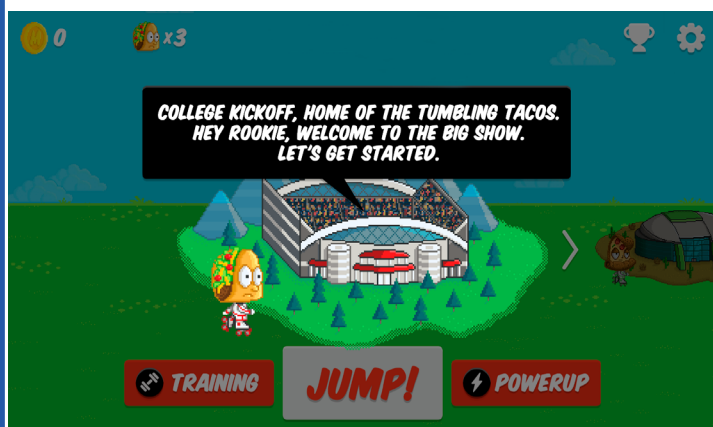 0
x3
COLLEGE KICKOFF, HOME OF THE TUMBLING TACOS.
HEY ROOKIE, WELCOME TO THE BIG SHOW.
LET'S GET STARTED.
TRAINING
JUMP!
POWERUP